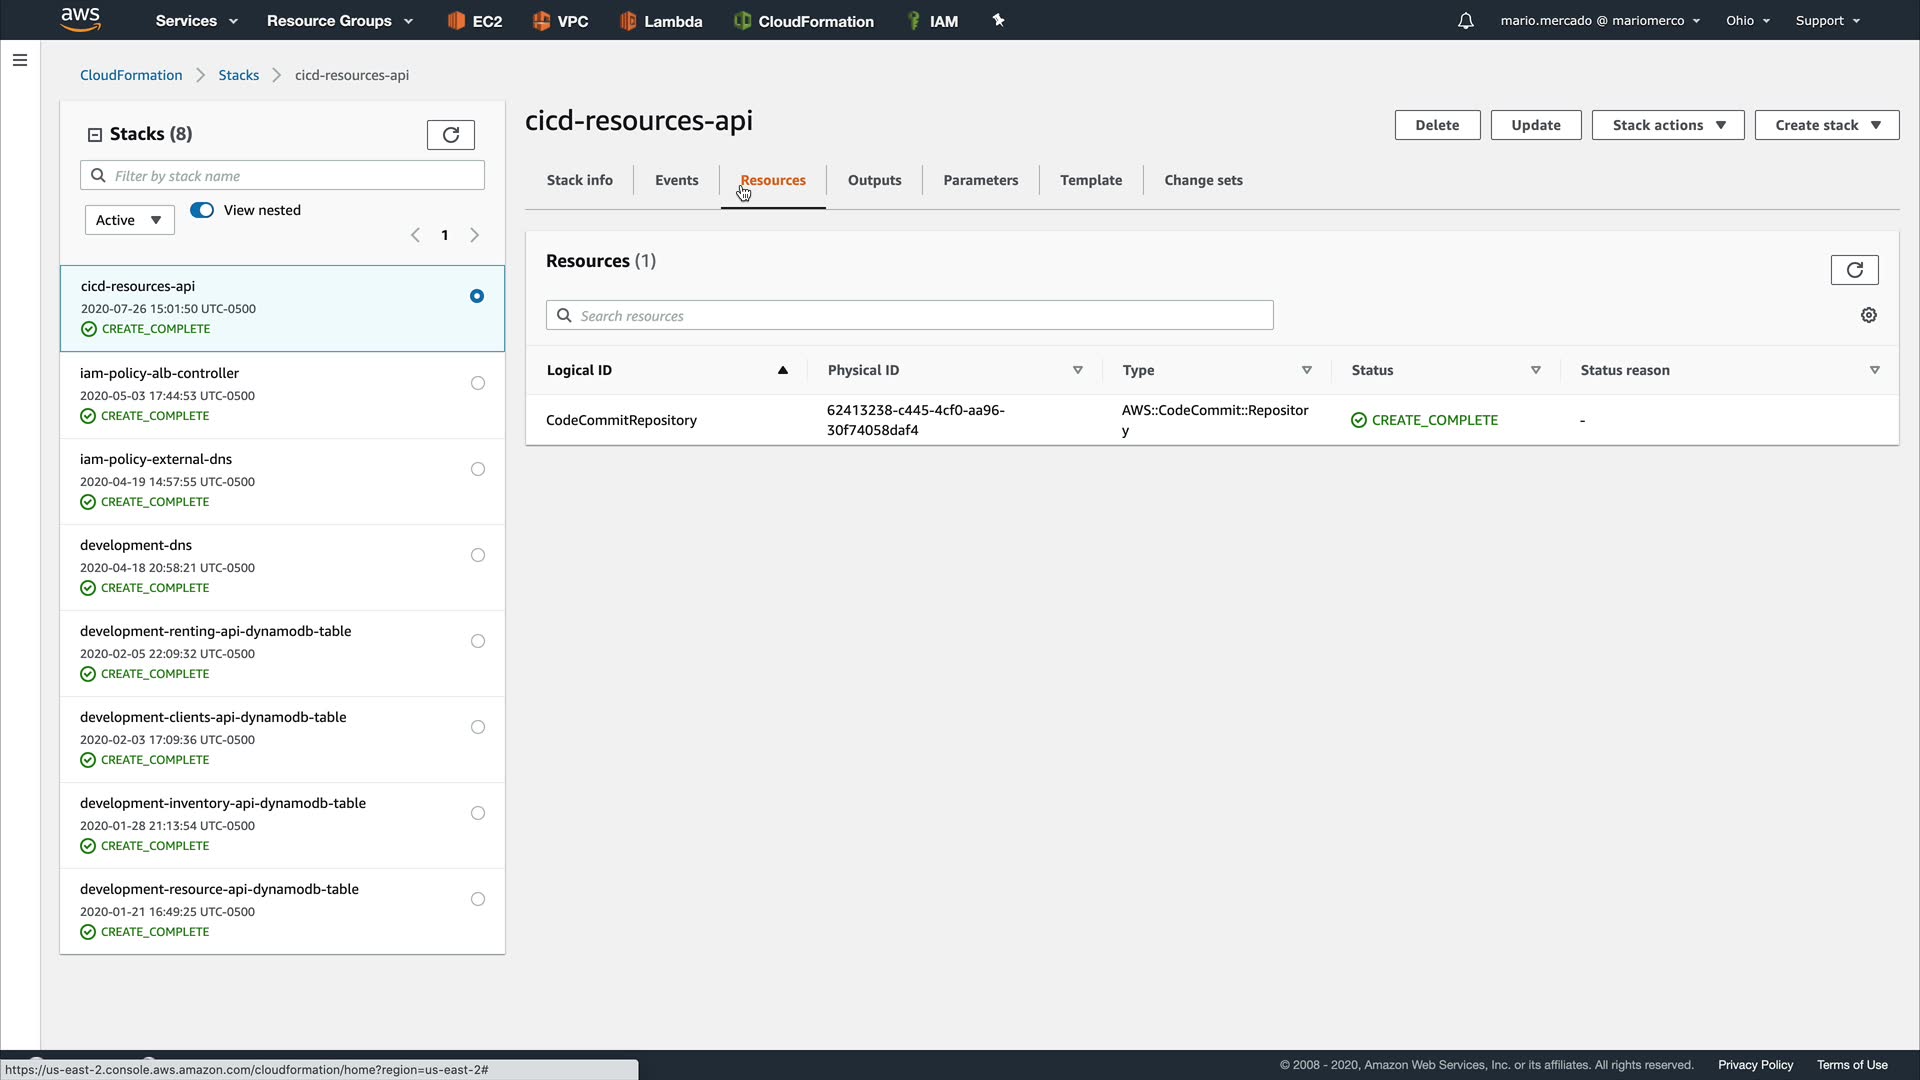 aws
Services
Resource Groups
EC2
VPC
Lambda
CloudFormation
IAM
mario.mercado @ mariomerco
Ohio
Support
CloudFormation
Stacks
cicd-resources-api
Stacks (8)
Filter by stack name
Active
View nested
1
cicd-resources-api
2020-07-26 15:01:50 UTC-0500
CREATE_COMPLETE
iam-policy-alb-controller
2020-05-03 17:44:53 UTC-0500
CREATE_COMPLETE
iam-policy-external-dns
2020-04-19 14:57:55 UTC-0500
CREATE_COMPLETE
development-dns
2020-04-18 20:58:21 UTC-0500
CREATE_COMPLETE
development-renting-api-dynamodb-table
2020-02-05 22:09:32 UTC-0500
CREATE_COMPLETE
development-clients-api-dynamodb-table
2020-02-03 17:09:36 UTC-0500
CREATE_COMPLETE
development-inventory-api-dynamodb-table
2020-01-28 21:13:54 UTC-0500
CREATE_COMPLETE
development-resource-api-dynamodb-table
2020-01-21 16:49:25 UTC-0500
CREATE_COMPLETE
cicd-resources-api
Delete
Update
Stack actions
Create stack
Stack info
Events
Resources
Outputs
Parameters
Template
Change sets
Resources (1)
Search resources
Logical ID
Physical ID
Type
Status
Status reason
CodeCommitRepository
62413238-c445-4cf0-aa96-
30f74058daf4
AWS::CodeCommit::Repositor
y
CREATE_COMPLETE
-
https://us-east-2.console.aws.amazon.com/cloudformation/home?region=us-east-2#
© 2008 - 2020, Amazon Web Services, Inc. or its affiliates. All rights reserved.
Privacy Policy
Terms of Use